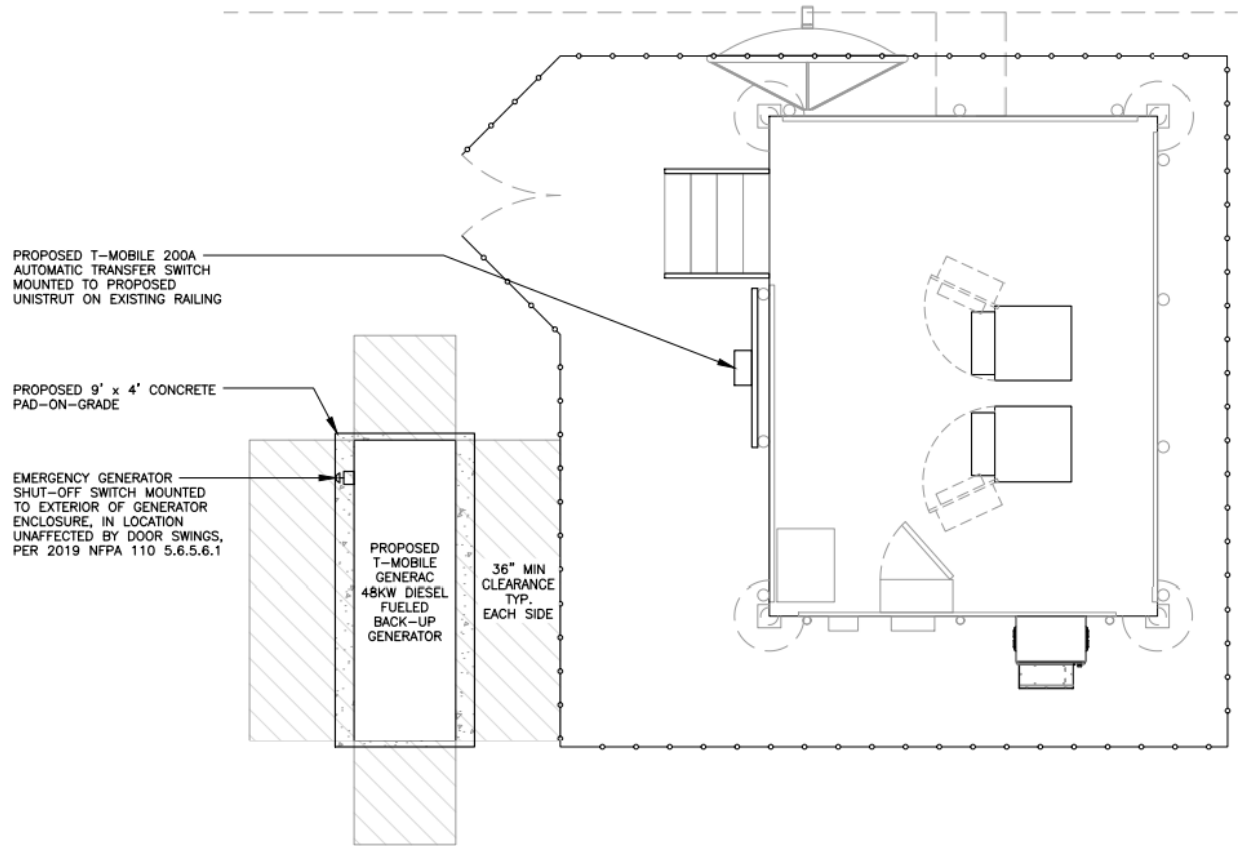 PROPOSED T-MOBILE 200A
AUTOMATIC TRANSFER SWITCH
MOUNTED TO PROPOSED
UNISTRUT ON EXISTING RAILING
PROPOSED 9' x 4' CONCRETE
PAD-ON-GRADE
EMERGENCY GENERATOR
SHUT-OFF SWITCH MOUNTED
TO EXTERIOR OF GENERATOR
ENCLOSURE, IN LOCATION
UNAFFECTED BY DOOR SWINGS,
PER 2019 NFPA 110 5.6.5.6.1
PROPOSED
T-MOBILE
GENERAC
48KW DIESEL
FUELED
BACK-UP
GENERATOR
36" MIN
CLEARANCE
TYP.
EACH SIDE